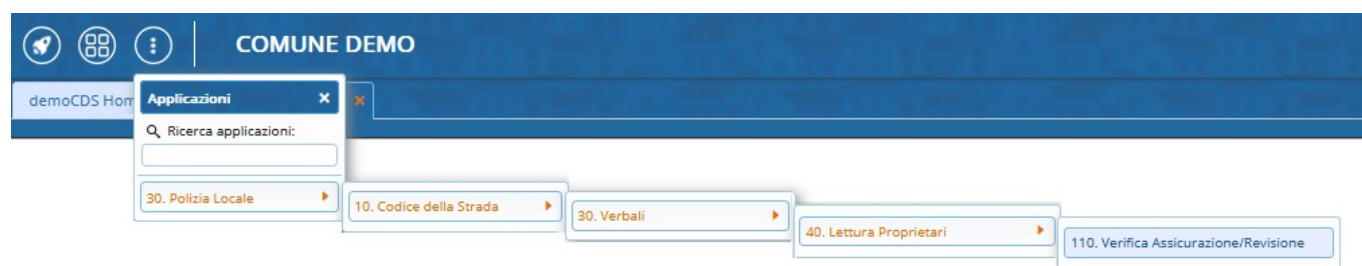 COMUNE DEMO
demoCDS Hom
Applicazioni
Ricerca applicazioni:
30. Polizia Locale
10. Codice della Strada
30. Verbali
40. Lettura Proprietari
110. Verifica Assicurazione/Revisione